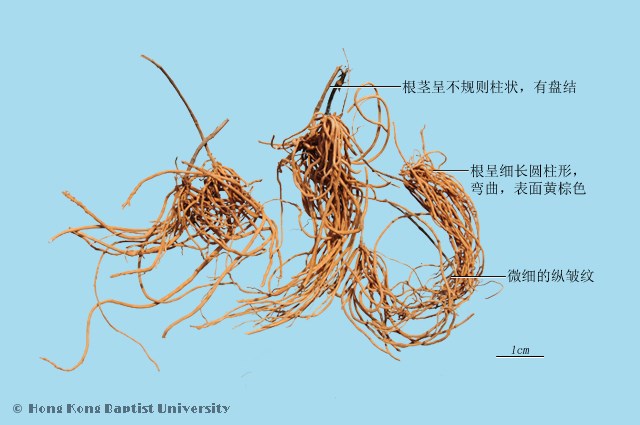 根茎呈不规则柱状，有盘结
根呈细长圆柱形，
弯曲，表面黄棕色
微细的纵皱纹
1cm
© Hong Kong Baptist University